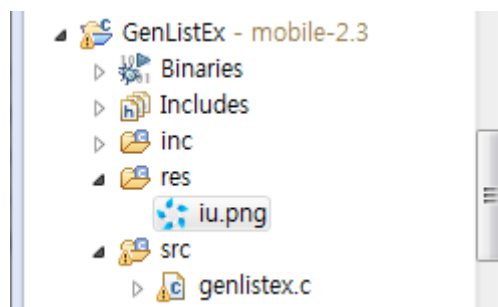 GenListEx - mobile-2.3
Binaries
Includes
inc
res
iu.png
src
genlistex.c